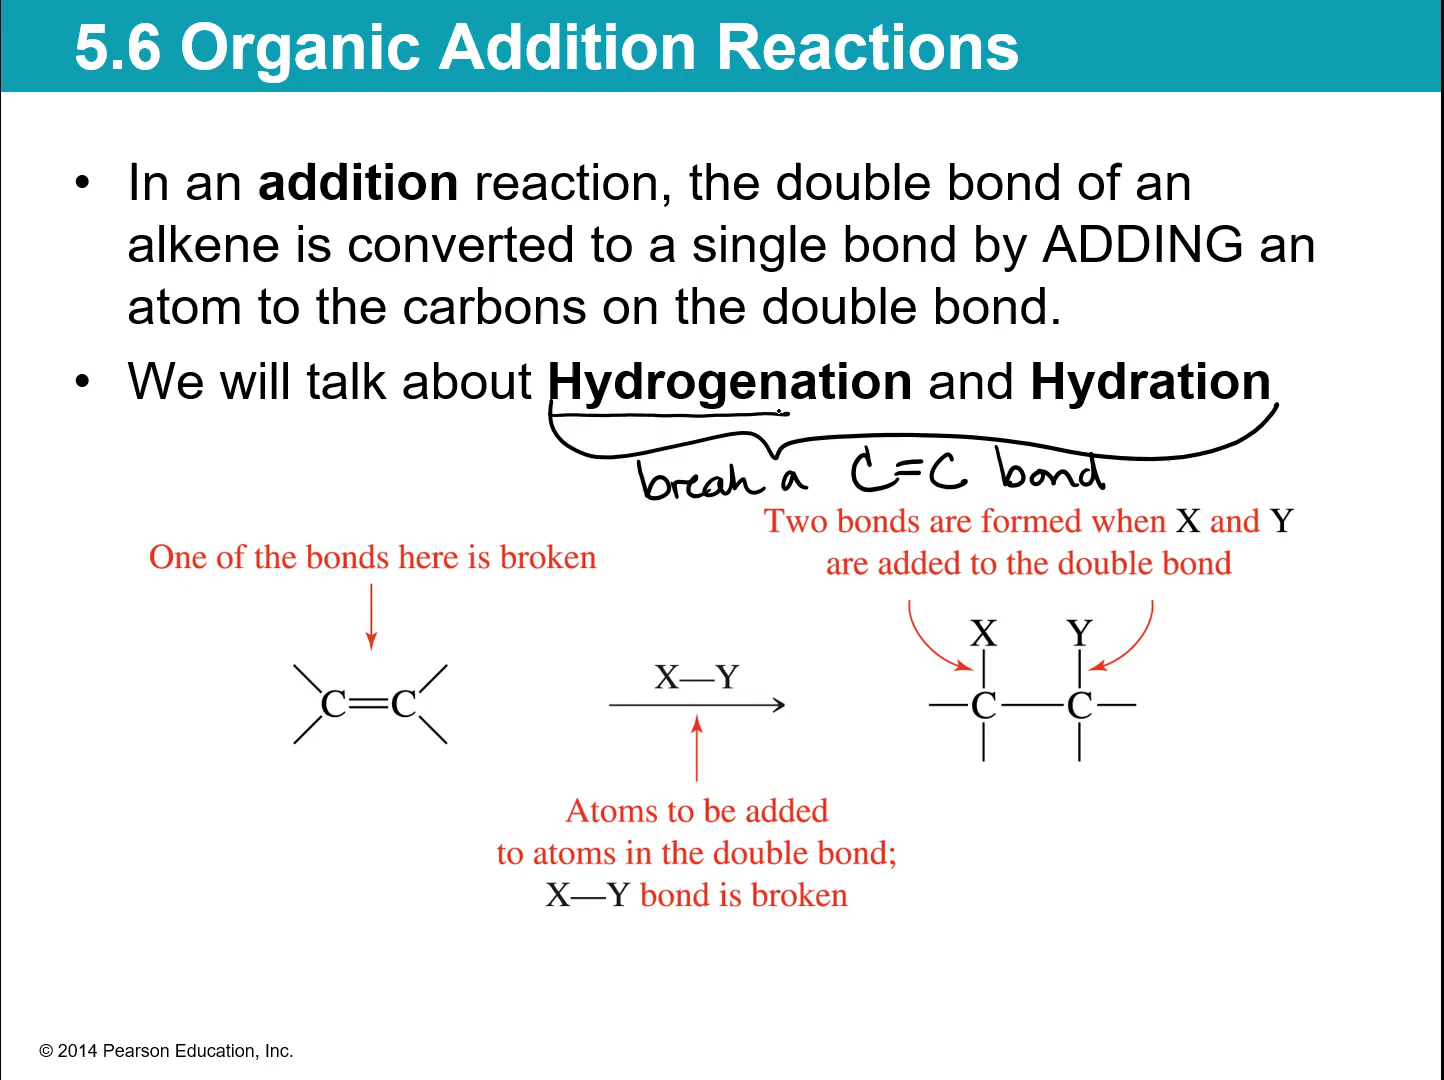 5.6 Organic Addition Reactions
• In an addition reaction, the double bond of an
alkene is converted to a single bond by ADDING an
atom to the carbons on the double bond.
• We will talk about Hydrogenation and Hydration
break a C=C bond
Two bonds are formed when X and Y
are added to the double bond
One of the bonds here is broken
X Y
X—Y
C=C
C—C
Atoms to be added
to atoms in the double bond;
X—Y bond is broken
© 2014 Pearson Education, Inc.